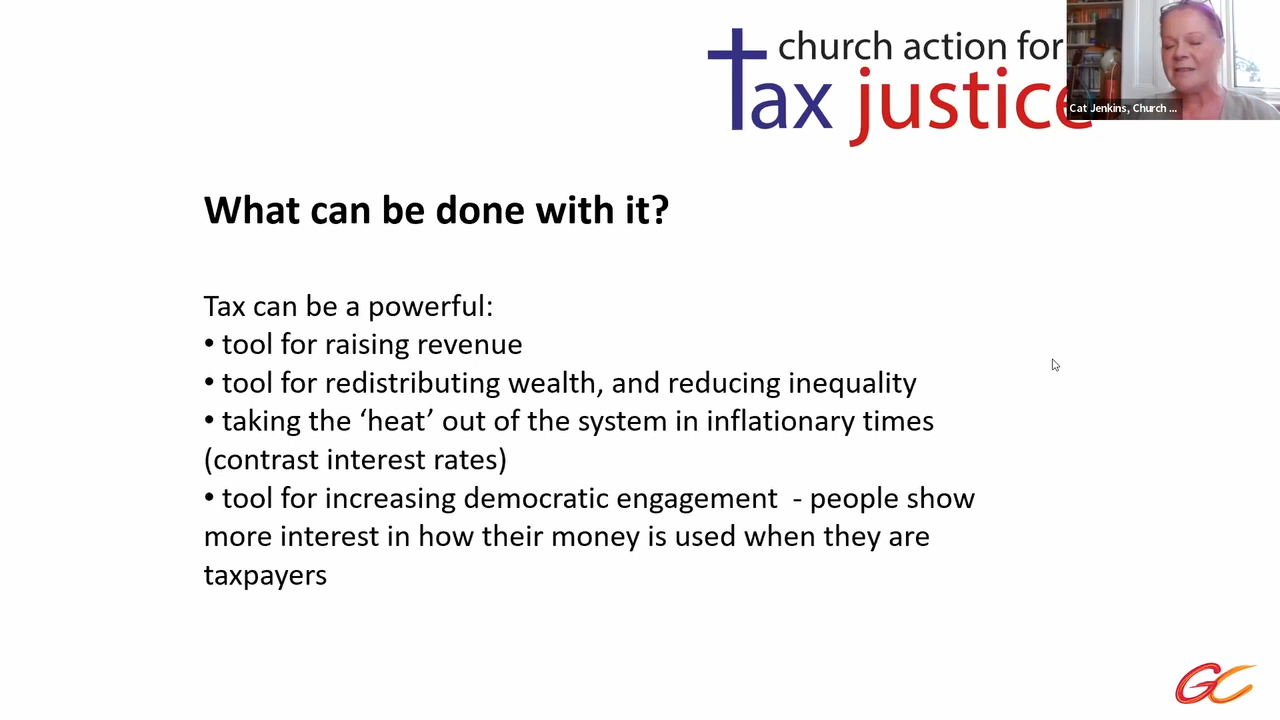 church action for
tax justice
Cat Jenkins, Church ...
What can be done with it?
Tax can be a powerful:
• tool for raising revenue
• tool for redistributing wealth, and reducing inequality
• taking the ‘heat’ out of the system in inflationary times
(contrast interest rates)
• tool for increasing democratic engagement  - people show
more interest in how their money is used when they are
taxpayers
GC